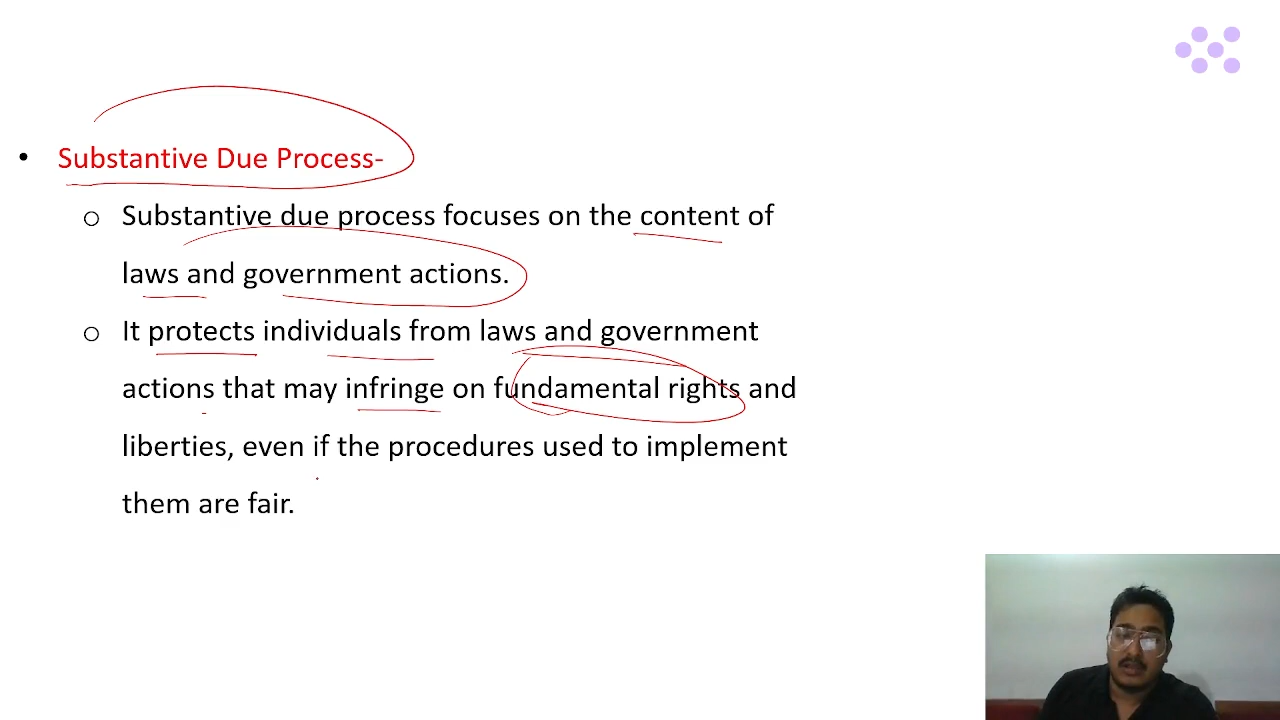 • Substantive Due Process-
o Substantive due process focuses on the content of
laws and government actions.
o It protects individuals from laws and government
actions that may infringe on fundamental rights and
liberties, even if the procedures used to implement
them are fair.